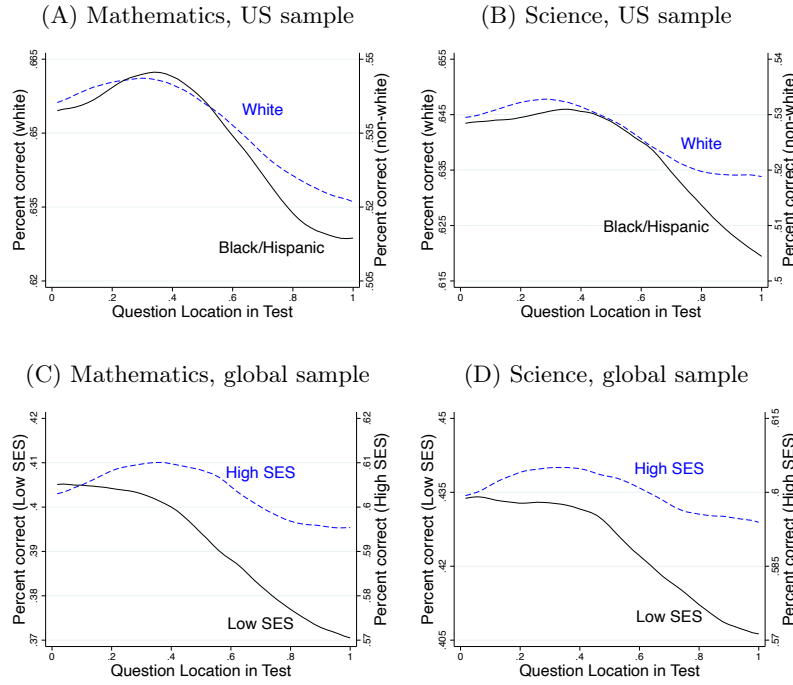 (A) Mathematics, US sample
Percent correct (white)
.665
.65
.635
.62
.55
.535
.52
.505
Percent correct (non-white)
White
Black/Hispanic
0 .2 .4 .6 .8 1
Question Location in Test
(B) Science, US sample
Percent correct (white)
.665
.645
.635
.625
.615
.54
.53
.52
.51
.5
Percent correct (non-white)
White
Black/Hispanic
0 .2 .4 .6 .8 1
Question Location in Test
(C) Mathematics, global sample
Percent correct (Low SES)
.42
.41
.4
.39
.38
.37
.62
.61
.6
.59
.58
.57
Percent correct (High SES)
High SES
Low SES
0 .2 .4 .6 .8 1
Question Location in Test
(D) Science, global sample
Percent correct (Low SES)
.45
.435
.42
.405
.615
.6
.585
.57
Percent correct (High SES)
High SES
Low SES
0 .2 .4 .6 .8 1
Question Location in Test